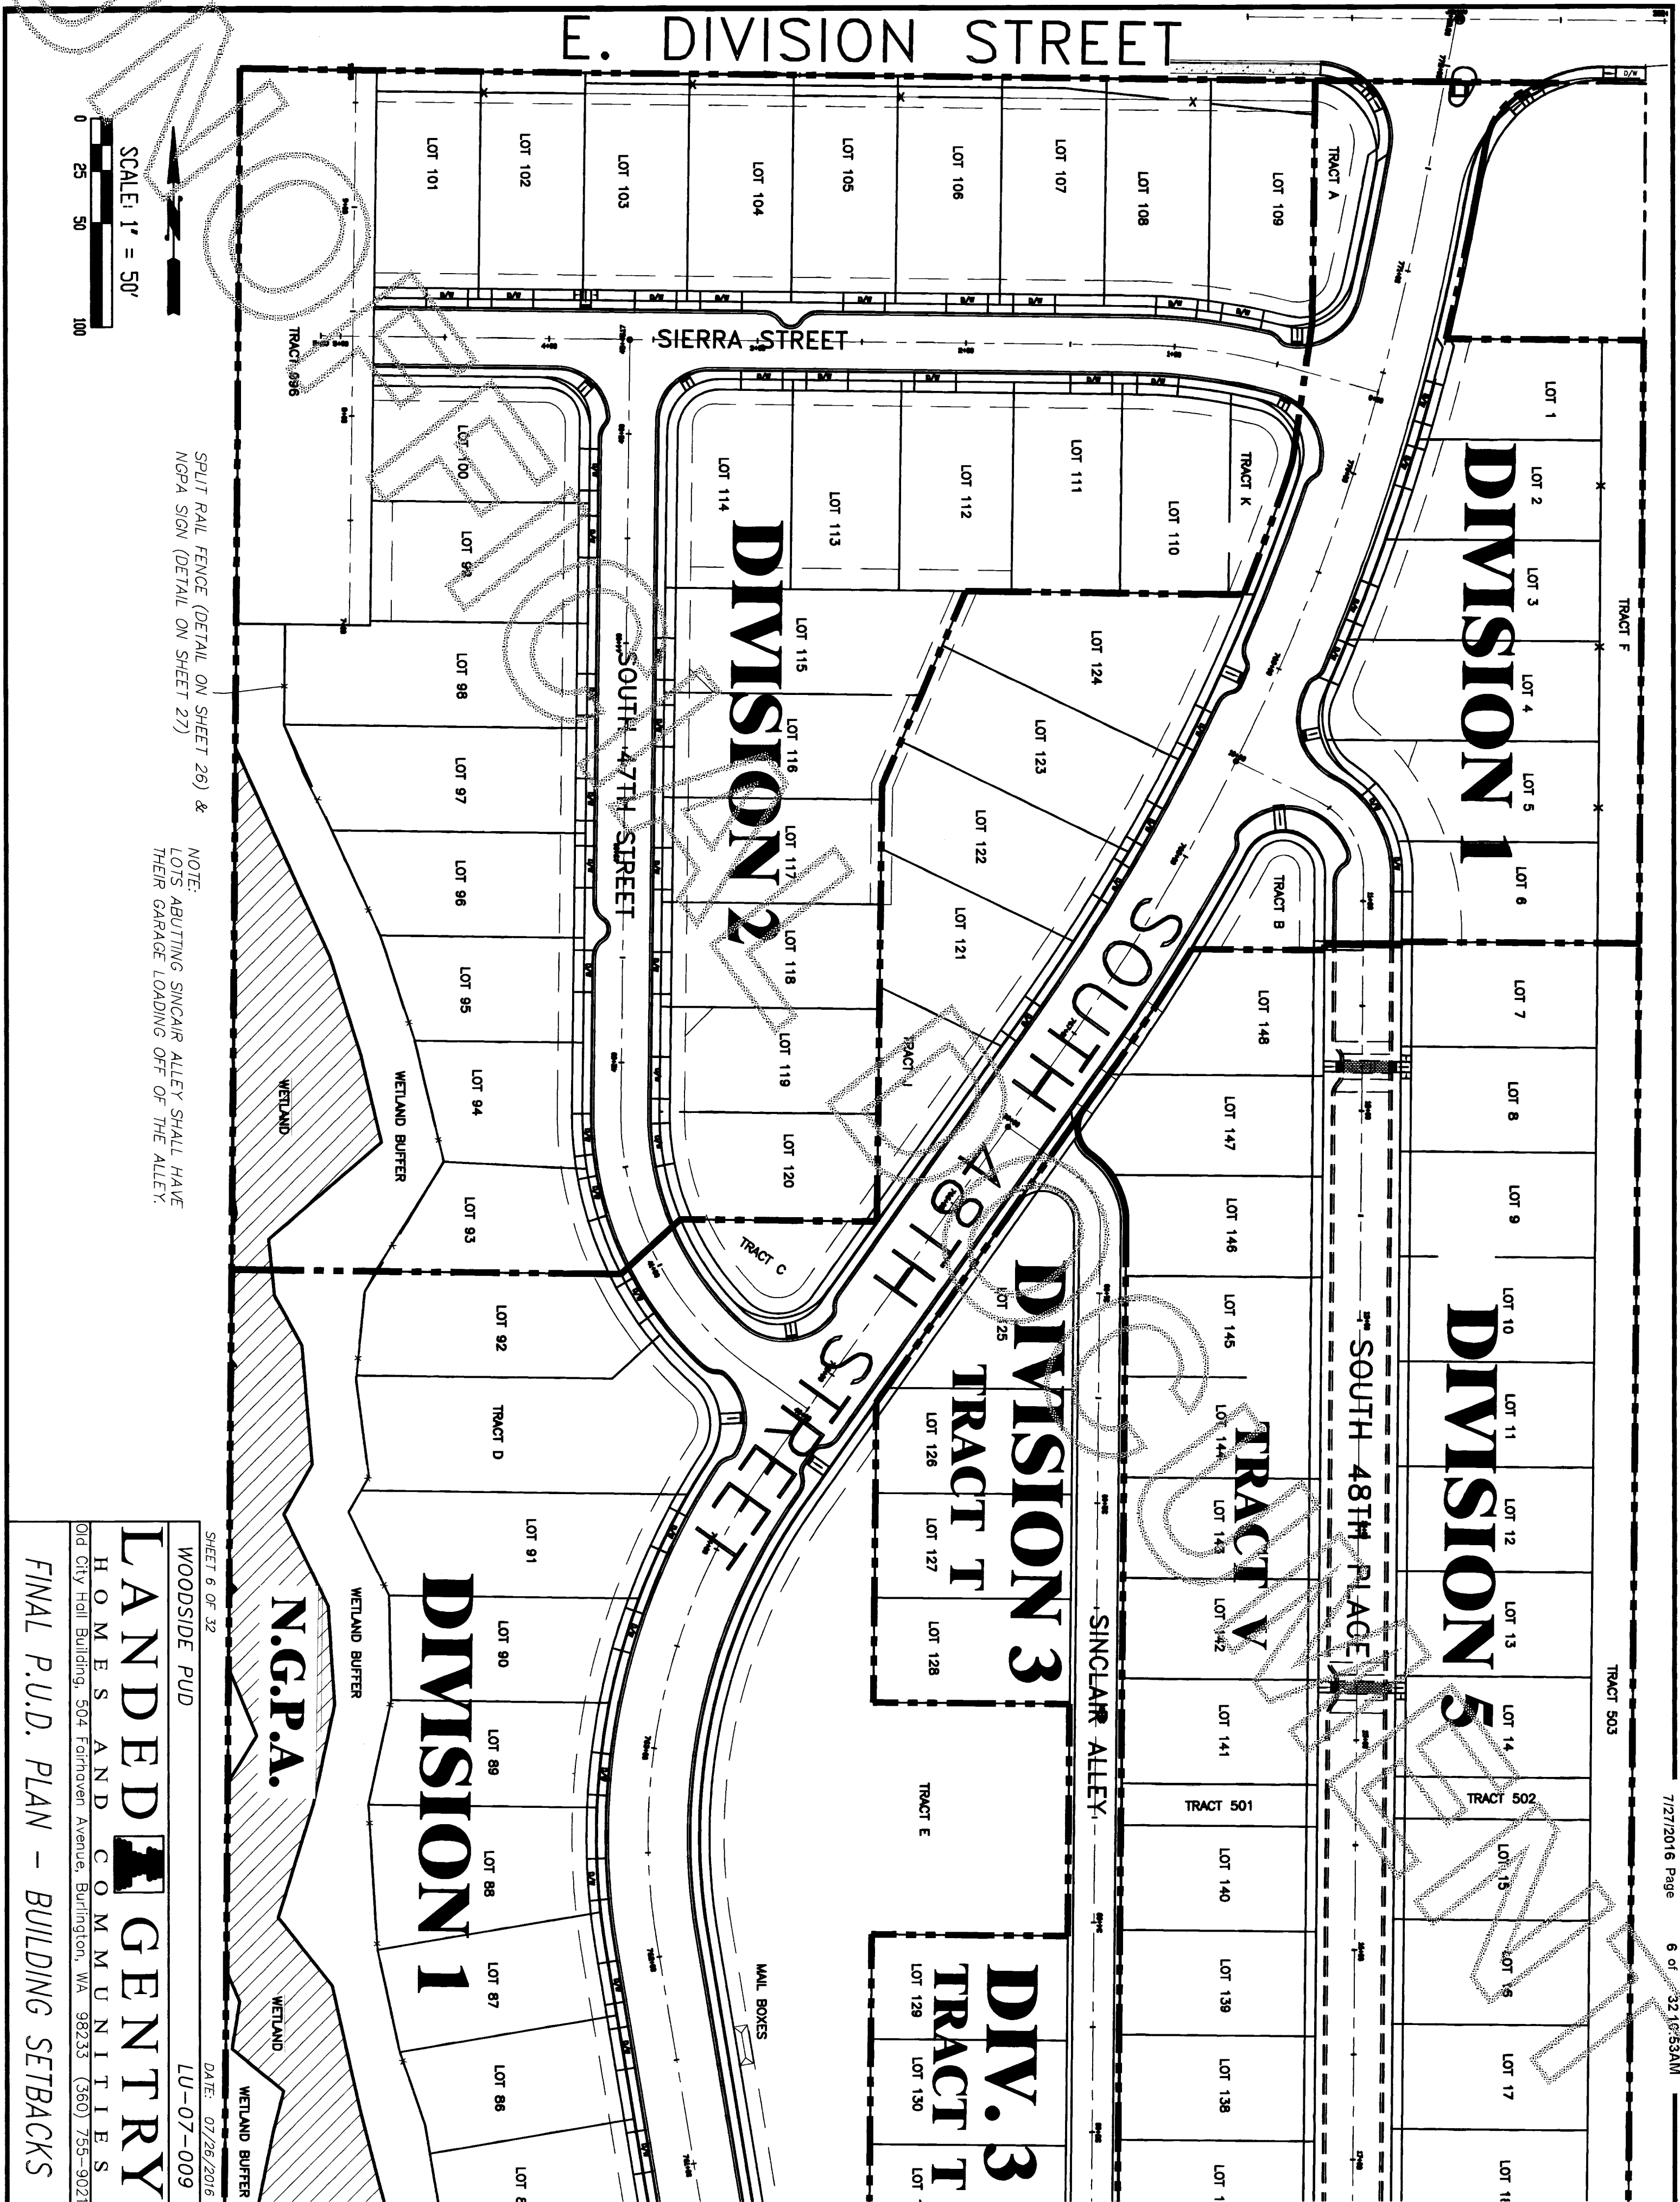 E. DIVISION STREET
7/27/2016 Page 6 of 32 10:53AM
UNOFFICIAL DOCUMENT
SCALE: 1" = 50'
0 25 50 100
TRACT A
LOT 101
LOT 102
LOT 103
LOT 104
LOT 105
LOT 106
LOT 107
LOT 108
LOT 109
SIERRA STREET
TRACT 996
LOT 100
LOT 99
LOT 98
LOT 97
LOT 96
LOT 95
LOT 94
LOT 93
LOT 92
TRACT D
LOT 91
LOT 90
LOT 89
LOT 88
LOT 87
LOT 86
SOUTH 47TH STREET
DIVISION 2
LOT 114
LOT 113
LOT 112
LOT 111
LOT 110
TRACT K
LOT 115
LOT 116
LOT 117
LOT 118
LOT 119
LOT 120
TRACT C
LOT 124
LOT 123
LOT 122
LOT 121
TRACT J
SOUTH 48TH STREET
DIVISION 1
TRACT F
LOT 1
LOT 2
LOT 3
LOT 4
LOT 5
LOT 6
TRACT B
DIVISION 5
LOT 7
LOT 8
LOT 9
LOT 10
LOT 11
LOT 12
LOT 13
LOT 14
TRACT 502
TRACT 503
LOT 15
LOT 16
LOT 17
LOT 18
SOUTH 48TH PLACE
TRACT V
LOT 148
LOT 147
LOT 146
LOT 145
LOT 144
LOT 143
LOT 142
LOT 141
TRACT 501
LOT 140
LOT 139
LOT 138
SINCLAIR ALLEY
DIVISION 3
TRACT T
LOT 125
LOT 126
LOT 127
LOT 128
TRACT E
DIV. 3
TRACT T
LOT 129
LOT 130
MAIL BOXES
DIVISION 1
WETLAND
WETLAND BUFFER
WETLAND BUFFER
N.G.P.A.
WETLAND
WETLAND BUFFER
SPLIT RAIL FENCE (DETAIL ON SHEET 26) &
NGPA SIGN (DETAIL ON SHEET 27)
NOTE:
LOTS ABUTTING SINCAIR ALLEY SHALL HAVE
THEIR GARAGE LOADING OFF OF THE ALLEY.
SHEET 6 OF 32
DATE: 07/26/2016
WOODSIDE PUD
LU-07-009
LANDED GENTRY
HOMES AND COMMUNITIES
Old City Hall Building, 504 Fairhaven Avenue, Burlington, WA 98233 (360) 755-9021
FINAL P.U.D. PLAN - BUILDING SETBACKS